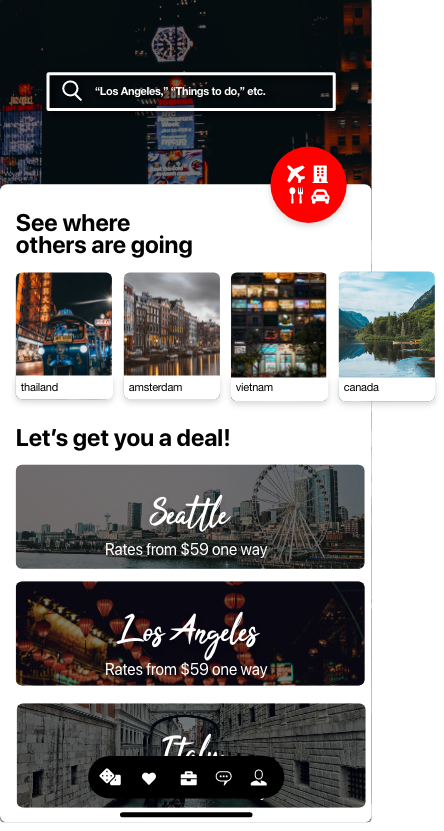 “Los Angeles,” “Things to do,” etc.
See where
others are going
thailand
amsterdam
vietnam
canada
Let’s get you a deal!
Seattle
Rates from $59 one way
Los Angeles
Rates from $59 one way
Italy